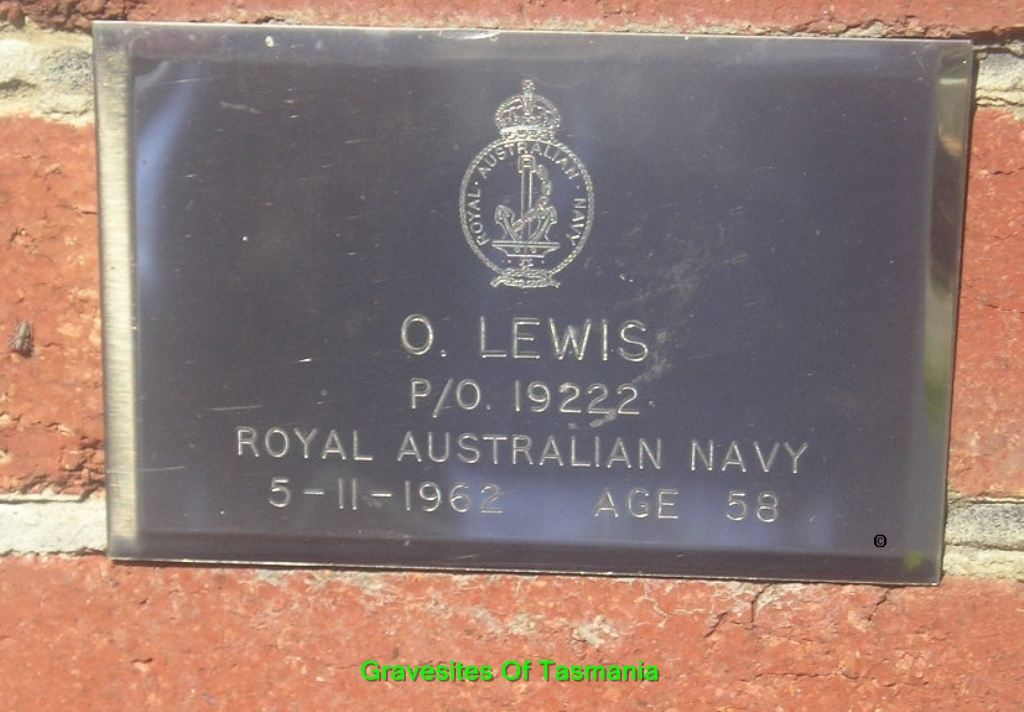 ROYAL · AUSTRALIAN · NAVY
O. LEWIS
P/O. 19222
ROYAL AUSTRALIAN NAVY
5-11-1962 AGE 58
©
Gravesites Of Tasmania